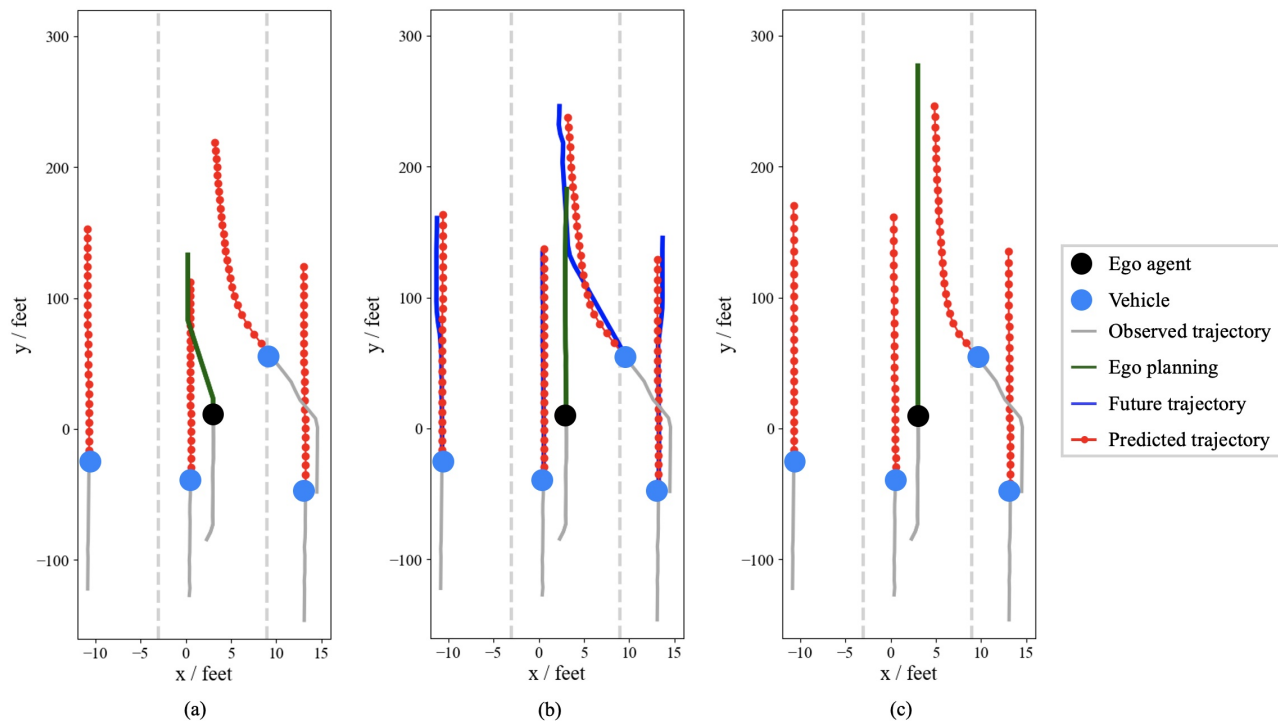 300
200
100
0
−100
y / feet
−10
−5
0
5
10
15
x / feet
(a)
300
200
100
0
−100
y / feet
−10
−5
0
5
10
15
x / feet
(b)
300
200
100
0
−100
y / feet
−10
−5
0
5
10
15
x / feet
(c)
Ego agent
Vehicle
Observed trajectory
Ego planning
Future trajectory
Predicted trajectory